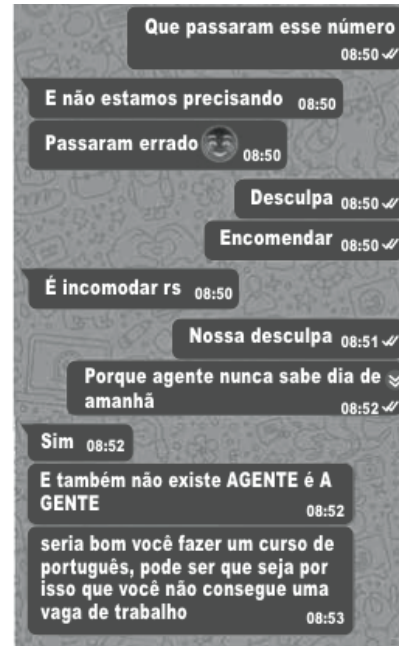 Que passaram esse número
08:50
E não estamos precisando 08:50
Passaram errado 08:50
Desculpa 08:50
Encomendar 08:50
É incomodar rs 08:50
Nossa desculpa 08:51
Porque agente nunca sabe dia de
amanhã 08:52
Sim 08:52
E também não existe AGENTE é A
GENTE 08:52
seria bom você fazer um curso de
português, pode ser que seja por
isso que você não consegue uma
vaga de trabalho 08:53